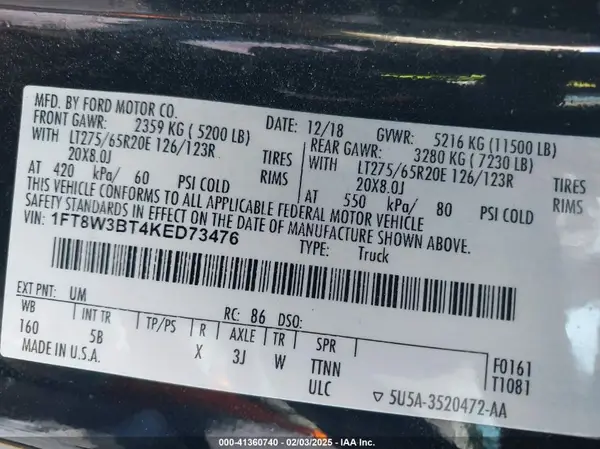 MFD. BY FORD MOTOR CO.
DATE: 12/18 GVWR: 5216 KG (11500 LB)
FRONT GAWR: 2359 KG (5200 LB) REAR GAWR: 3280 KG (7230 LB)
WITH LT275/65R20E 126/123R TIRES WITH LT275/65R20E 126/123R TIRES
20X8.0J RIMS 20X8.0J RIMS
AT 420 kPa/ 60 PSI COLD AT 550 kPa/ 80 PSI COLD
THIS VEHICLE CONFORMS TO ALL APPLICABLE FEDERAL MOTOR VEHICLE
SAFETY STANDARDS IN EFFECT ON THE DATE OF MANUFACTURE SHOWN ABOVE.
VIN: 1FT8W3BT4KED73476 TYPE: Truck
EXT PNT: UM RC: 86 DSO:
WB INT TR TP/PS R AXLE TR SPR
160 5B X 3J W TTNN F0161
ULC T1081
MADE IN U.S.A. ▽ 5U5A-3520472-AA
000-41360740 - 02/03/2025 - IAA Inc.